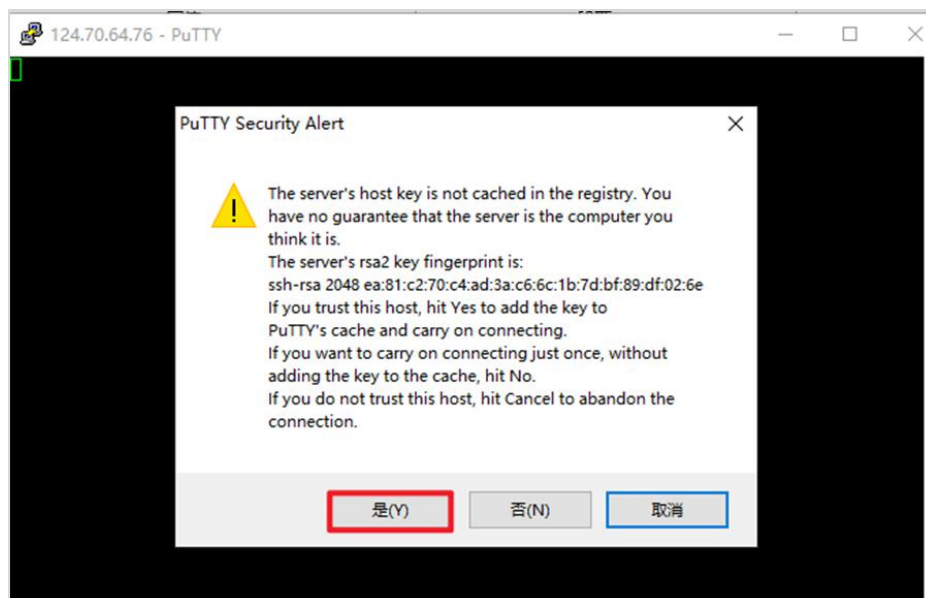 124.70.64.76 - PuTTY
PuTTY Security Alert
The server's host key is not cached in the registry. You
have no guarantee that the server is the computer you
think it is.
The server's rsa2 key fingerprint is:
ssh-rsa 2048 ea:81:c2:70:c4:ad:3a:c6:6c:1b:7d:bf:89:df:02:6e
If you trust this host, hit Yes to add the key to
PuTTY's cache and carry on connecting.
If you want to carry on connecting just once, without
adding the key to the cache, hit No.
If you do not trust this host, hit Cancel to abandon the
connection.
是(Y) 否(N) 取消